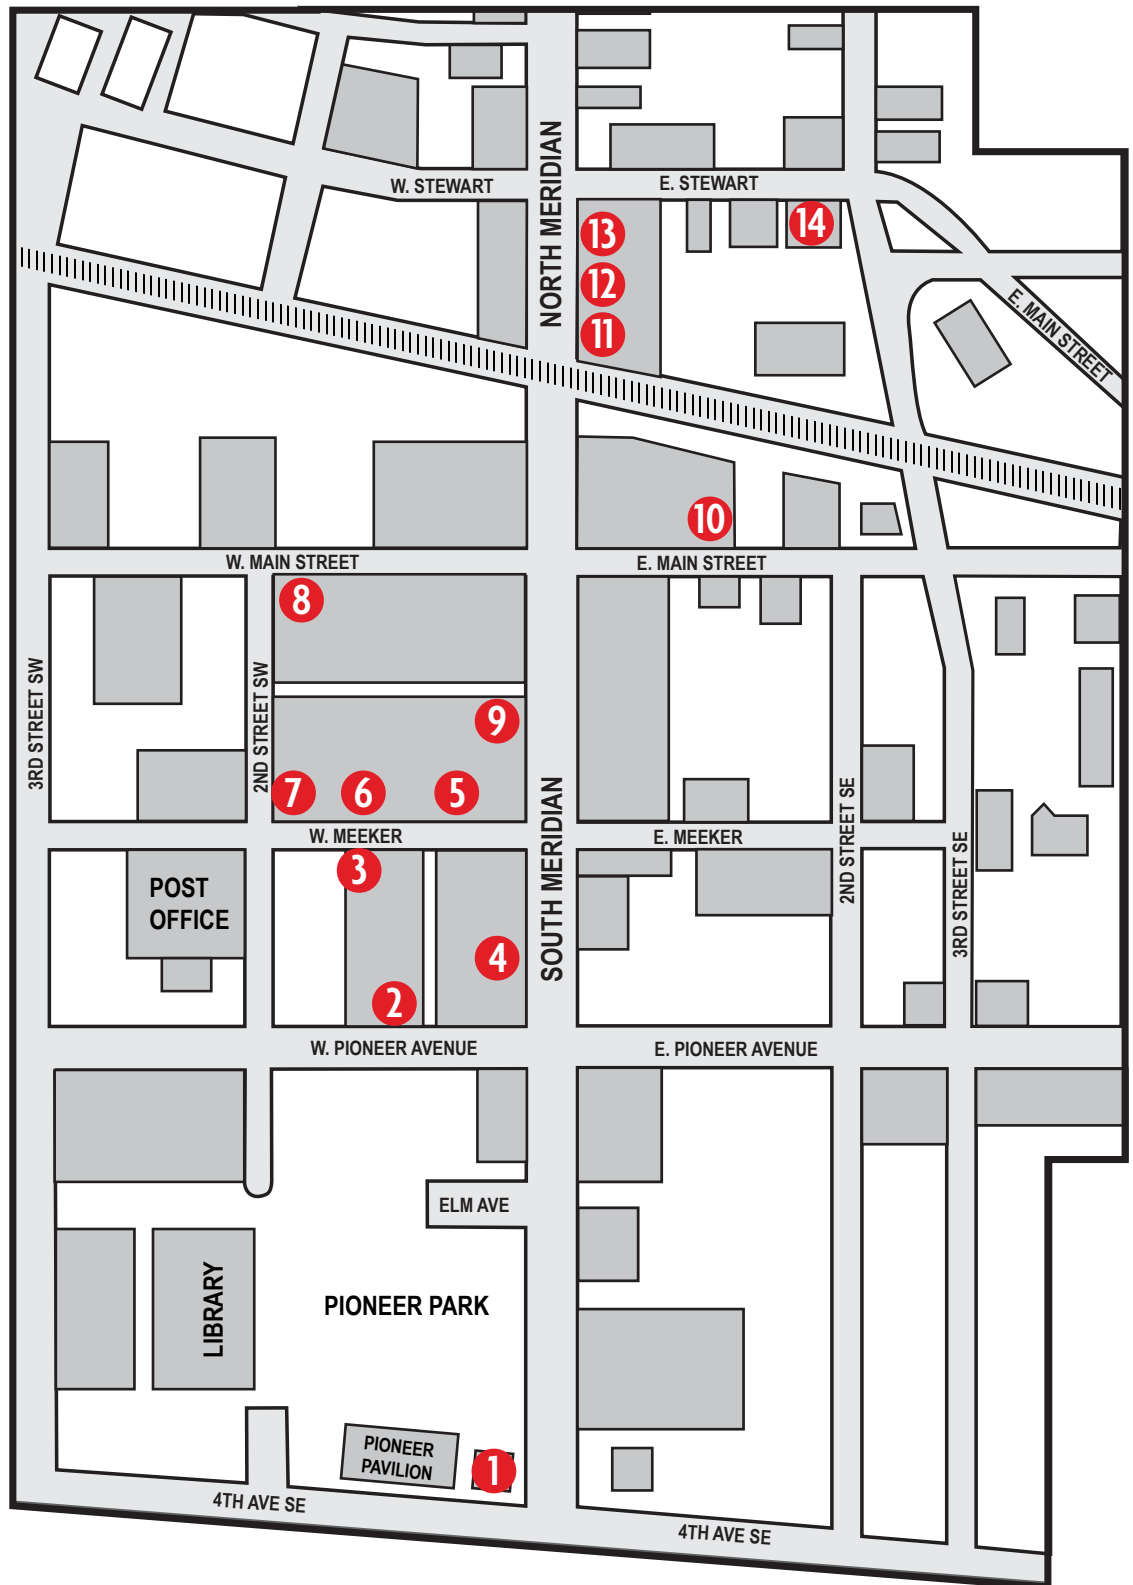 W. STEWART
E. STEWART
NORTH MERIDIAN
13
14
12
11
E. MAIN STREET
10
W. MAIN STREET
E. MAIN STREET
8
3RD STREET SW
2ND STREET SW
9
7
6
5
SOUTH MERIDIAN
2ND STREET SE
3RD STREET SE
W. MEEKER
E. MEEKER
3
POST
OFFICE
4
2
W. PIONEER AVENUE
E. PIONEER AVENUE
ELM AVE
LIBRARY
PIONEER PARK
PIONEER
PAVILION
1
4TH AVE SE
4TH AVE SE